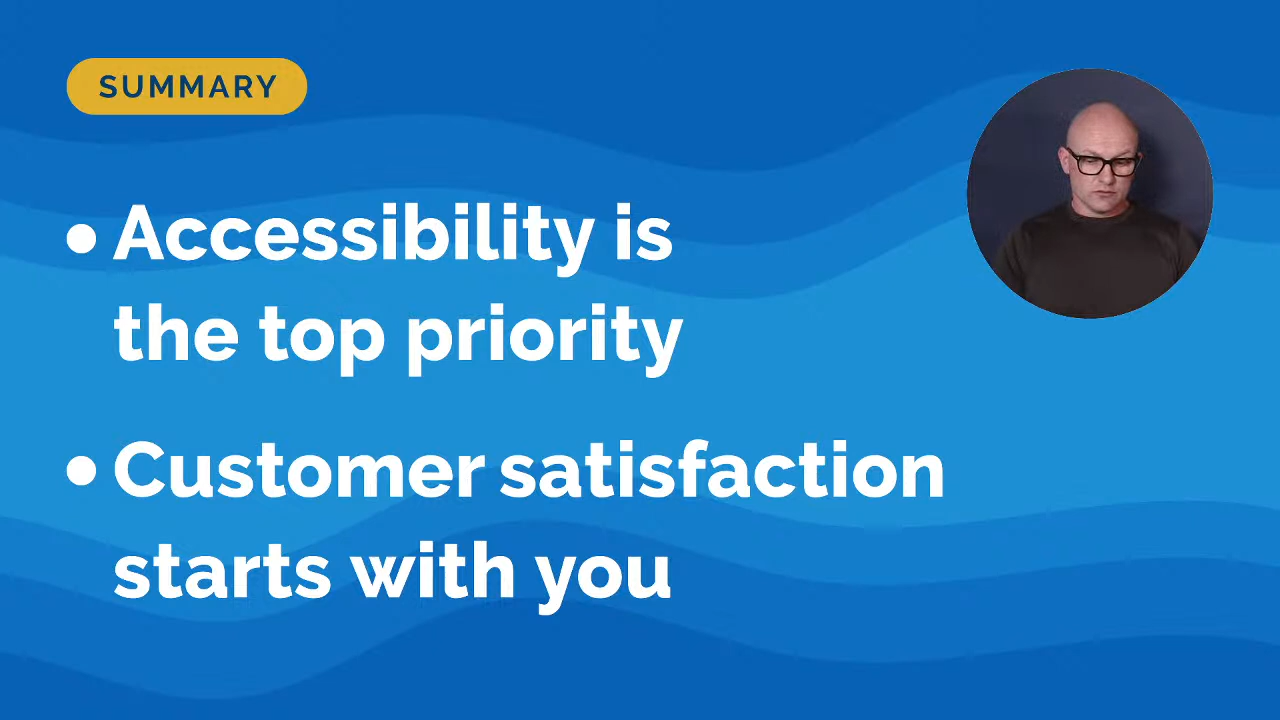 SUMMARY
• Accessibility is
the top priority
• Customer satisfaction
starts with you